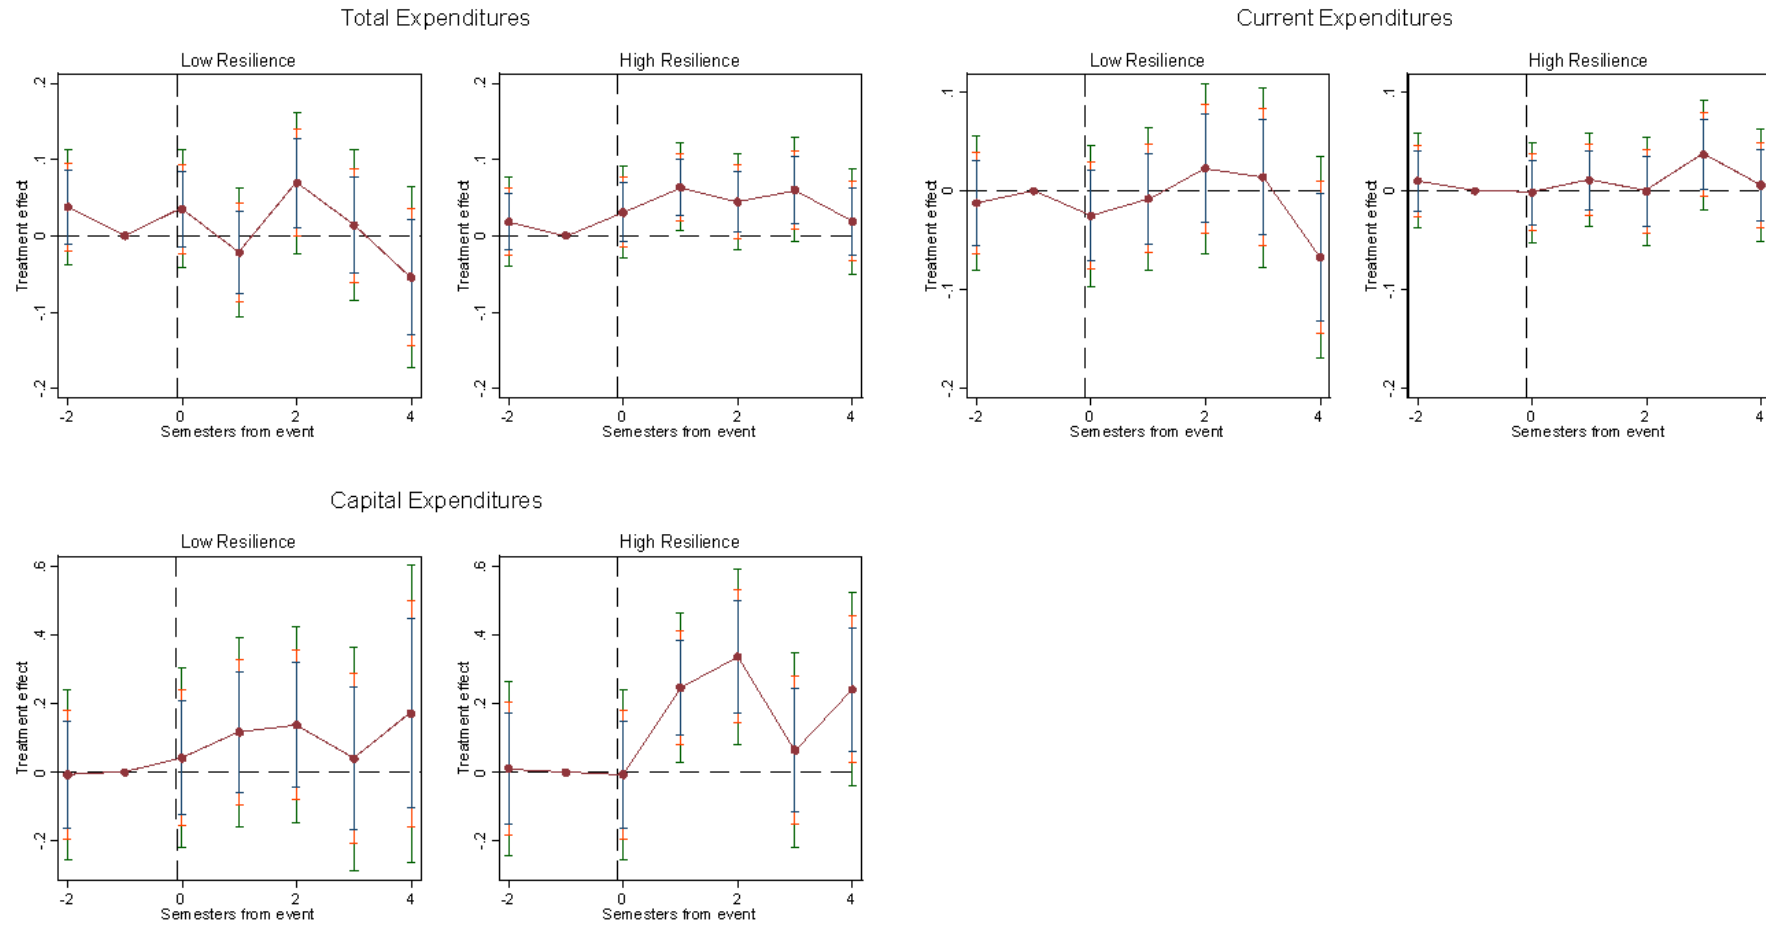 Total Expenditures
Low Resilience
Treatment effect
.2
.1
0
-.1
-.2
-2
0
2
4
Semesters from event
High Resilience
Treatment effect
.2
.1
0
-.1
-.2
-2
0
2
4
Semesters from event
Current Expenditures
Low Resilience
Treatment effect
.1
0
-.1
-.2
-2
0
2
4
Semesters from event
High Resilience
Treatment effect
.1
0
-.1
-.2
-2
0
2
4
Semesters from event
Capital Expenditures
Low Resilience
Treatment effect
.6
.4
.2
0
-.2
-2
0
2
4
Semesters from event
High Resilience
Treatment effect
.6
.4
.2
0
-.2
-2
0
2
4
Semesters from event